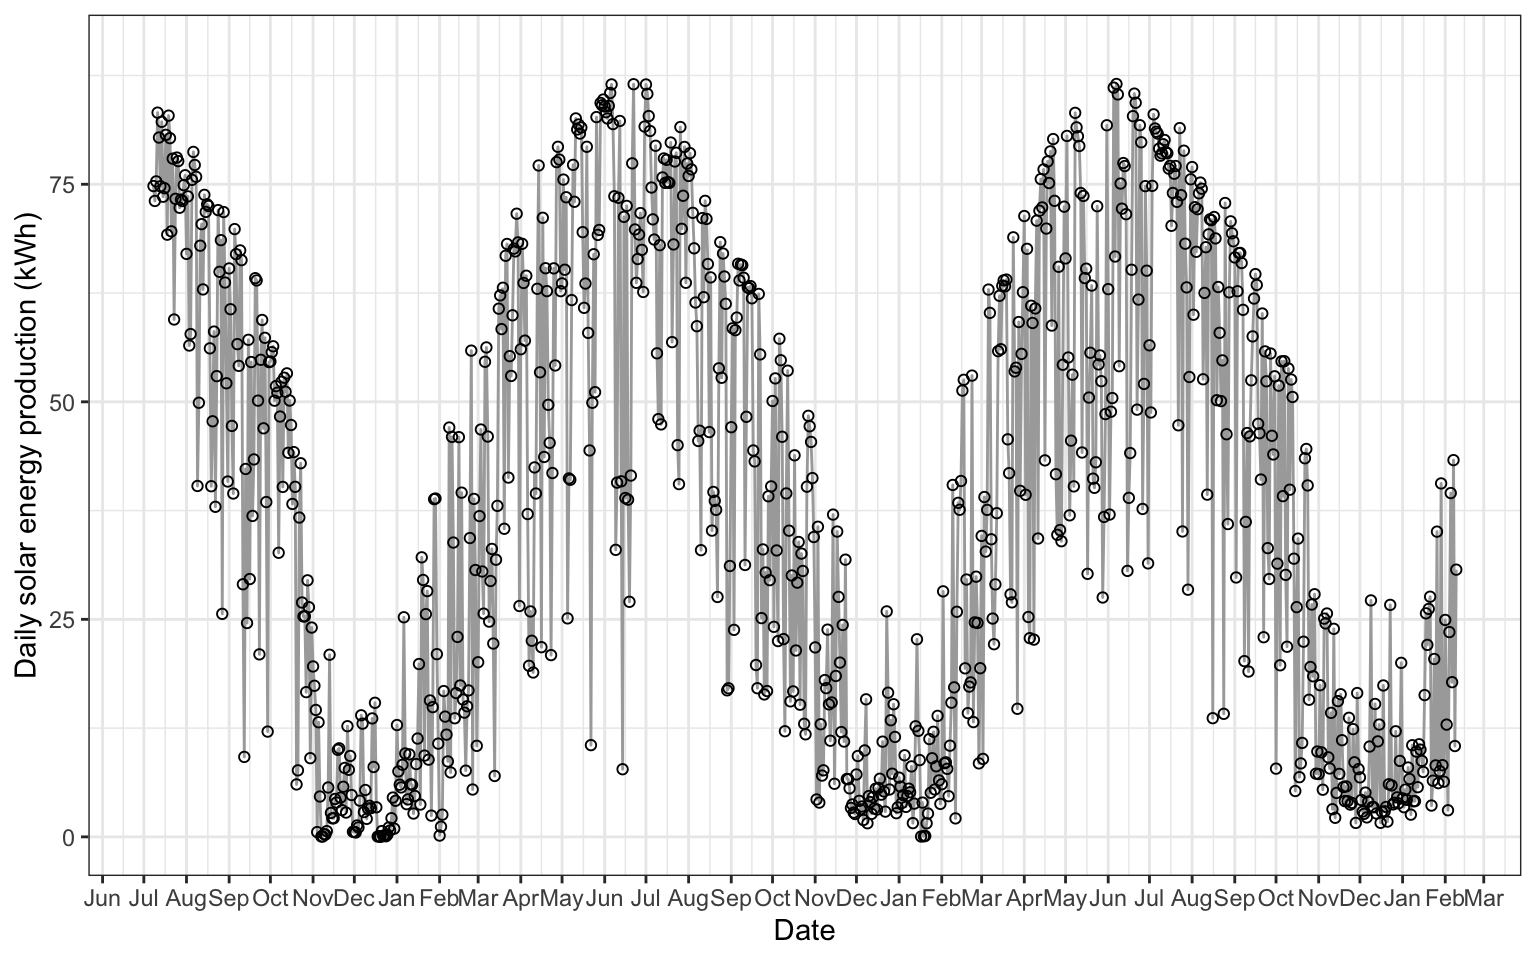 Daily solar energy production (kWh)
75
50
25
0
Jun Jul Aug Sep Oct Nov Dec Jan Feb Mar Apr May Jun Jul Aug Sep Oct Nov Dec Jan Feb Mar Apr May Jun Jul Aug Sep Oct Nov Dec Jan Feb Mar
Date